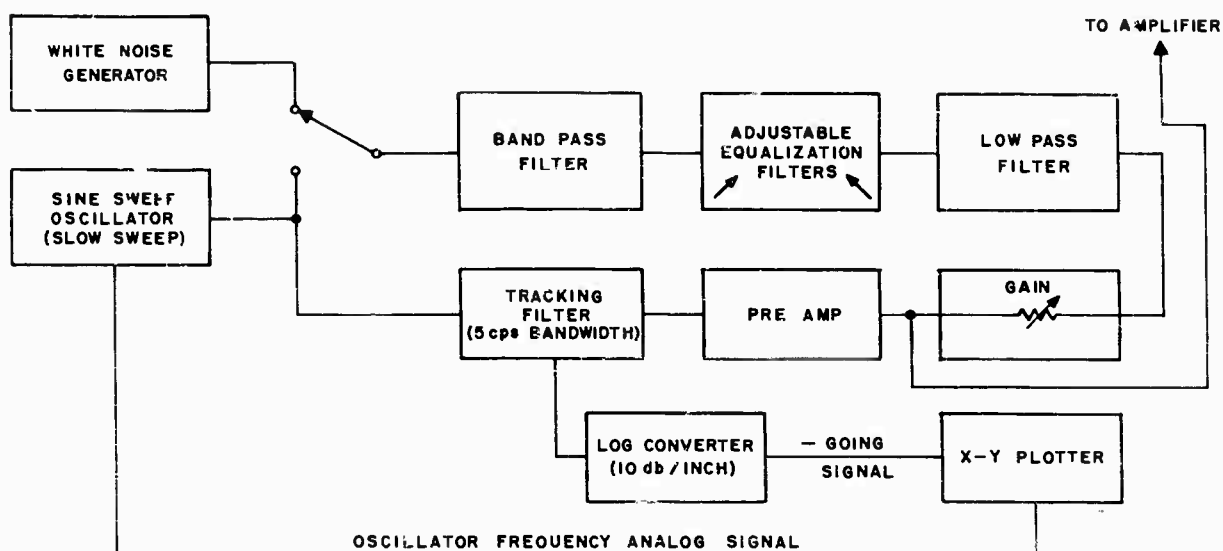 TO AMPLIFIER
WHITE NOISE
GENERATOR
BAND PASS
FILTER
ADJUSTABLE
EQUALIZATION
FILTERS
LOW PASS
FILTER
SINE SWEEP
OSCILLATOR
(SLOW SWEEP)
TRACKING
FILTER
(5 cps BANDWIDTH)
PRE AMP
GAIN
LOG CONVERTER
(10 db/INCH)
— GOING
SIGNAL
X-Y PLOTTER
OSCILLATOR FREQUENCY ANALOG SIGNAL